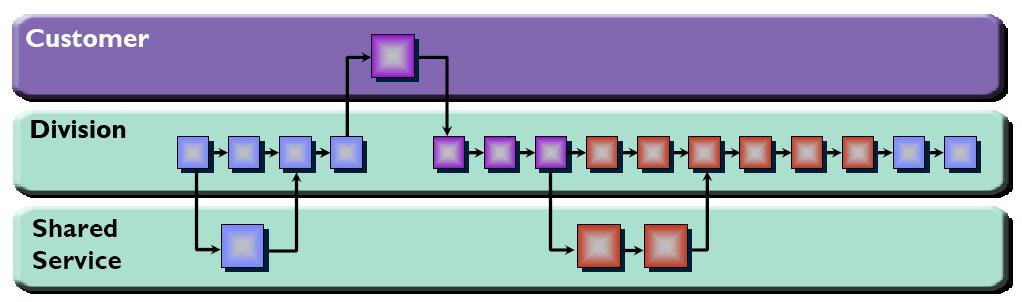 Customer
Division
Shared
Service